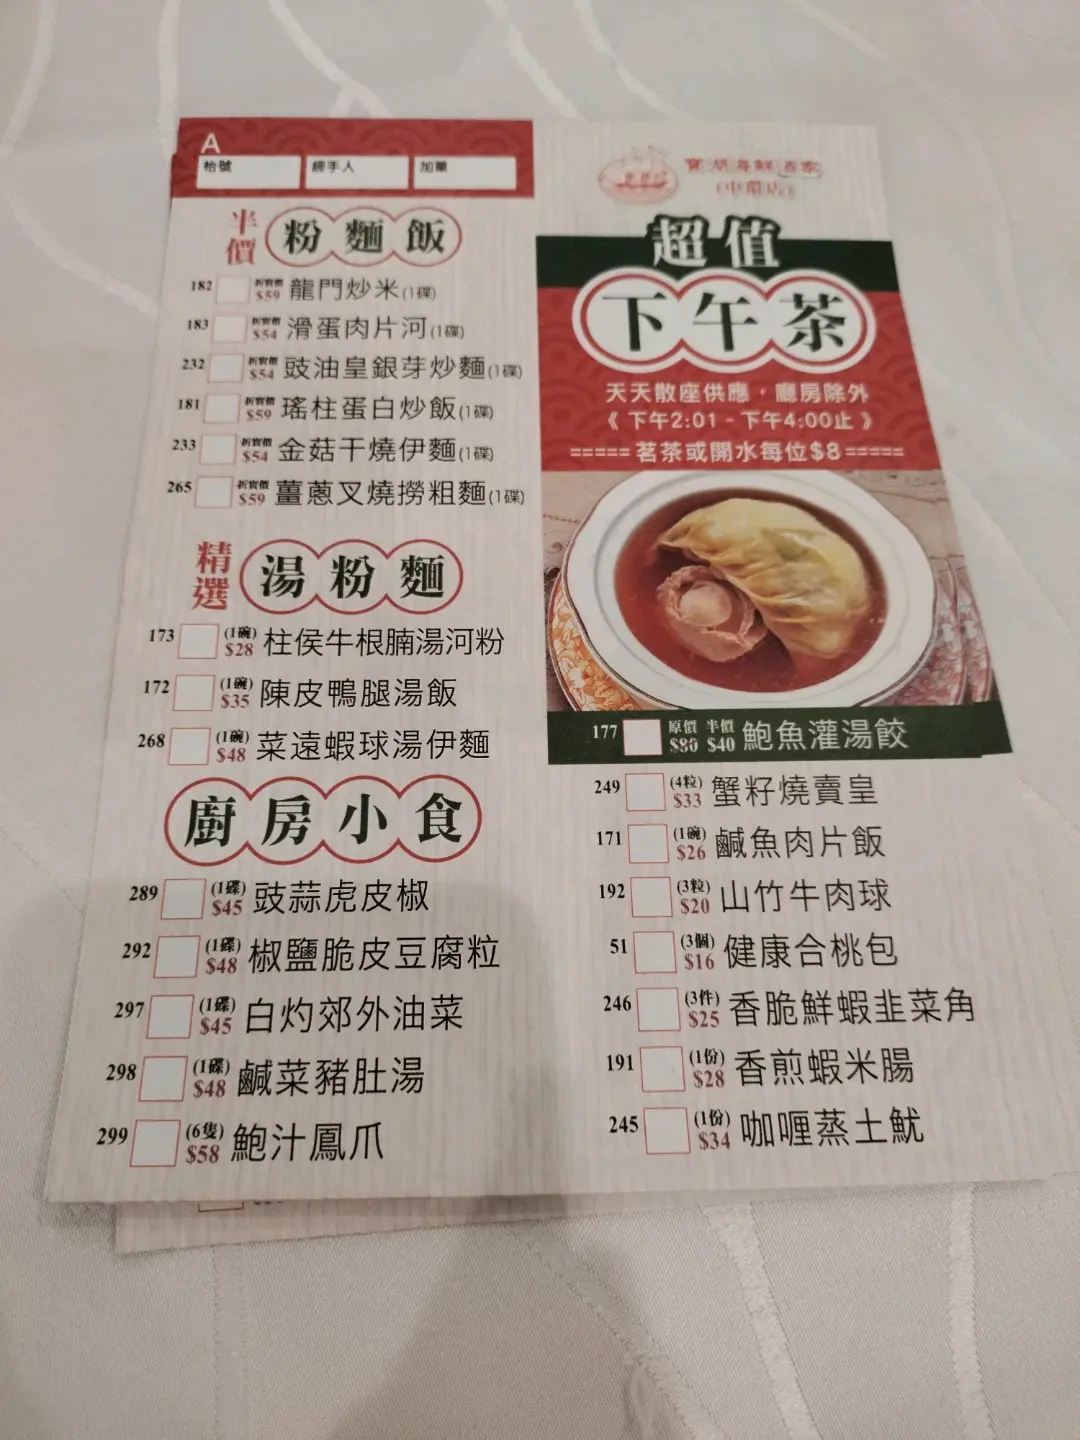 A
枱號 經手人 加單
半價 粉麵飯
182 折實價 $59 龍門炒米(1碟)
183 折實價 $54 滑蛋肉片河(1碟)
232 折實價 $54 豉油皇銀芽炒麵(1碟)
181 折實價 $59 瑤柱蛋白炒飯(1碟)
233 折實價 $54 金菇干燒伊麵(1碟)
265 折實價 $59 薑蔥叉燒撈粗麵(1碟)
精選 湯粉麵
173 (1碗) $28 柱侯牛根腩湯河粉
172 (1碗) $35 陳皮鴨腿湯飯
268 (1碗) $48 菜遠蝦球湯伊麵
廚房小食
289 (1碟) $45 豉蒜虎皮椒
292 (1碟) $48 椒鹽脆皮豆腐粒
297 (1碟) $45 白灼郊外油菜
298 (1碟) $48 鹹菜豬肚湯
299 (6隻) $58 鮑汁鳳爪
寶湖海鮮酒家
超值
下午茶
天天散座供應，廳房除外
《 下午2:01 - 下午4:00止 》
===== 茗茶或開水每位$8 =====
177 原價 $80 半價 $40 鮑魚灌湯餃
249 (4粒) $33 蟹籽燒賣皇
171 (1碗) $26 鹹魚肉片飯
192 (3粒) $20 山竹牛肉球
51 (3個) $16 健康合桃包
246 (3件) $25 香脆鮮蝦韭菜角
191 (1份) $28 香煎蝦米腸
245 (1份) $34 咖喱蒸土魷